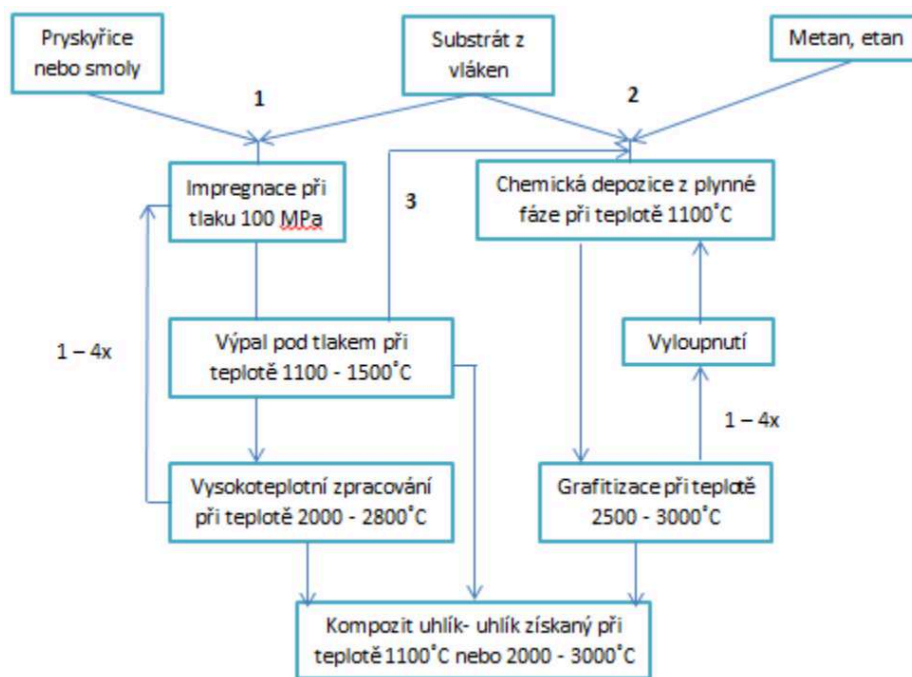 Pryskyřice
nebo smoly
Substrát z
vláken
Metan, etan
1
2
Impregnace při
tlaku 100 MPa
3
Chemická depozice z plynné
fáze při teplotě 1100°C
1 – 4x
Výpal pod tlakem při
teplotě 1100 - 1500°C
Vyloupnutí
1 – 4x
Vysokoteplotní zpracování
při teplotě 2000 - 2800°C
Grafitizace při teplotě
2500 - 3000°C
Kompozit uhlík- uhlík získaný při
teplotě 1100°C nebo 2000 - 3000°C